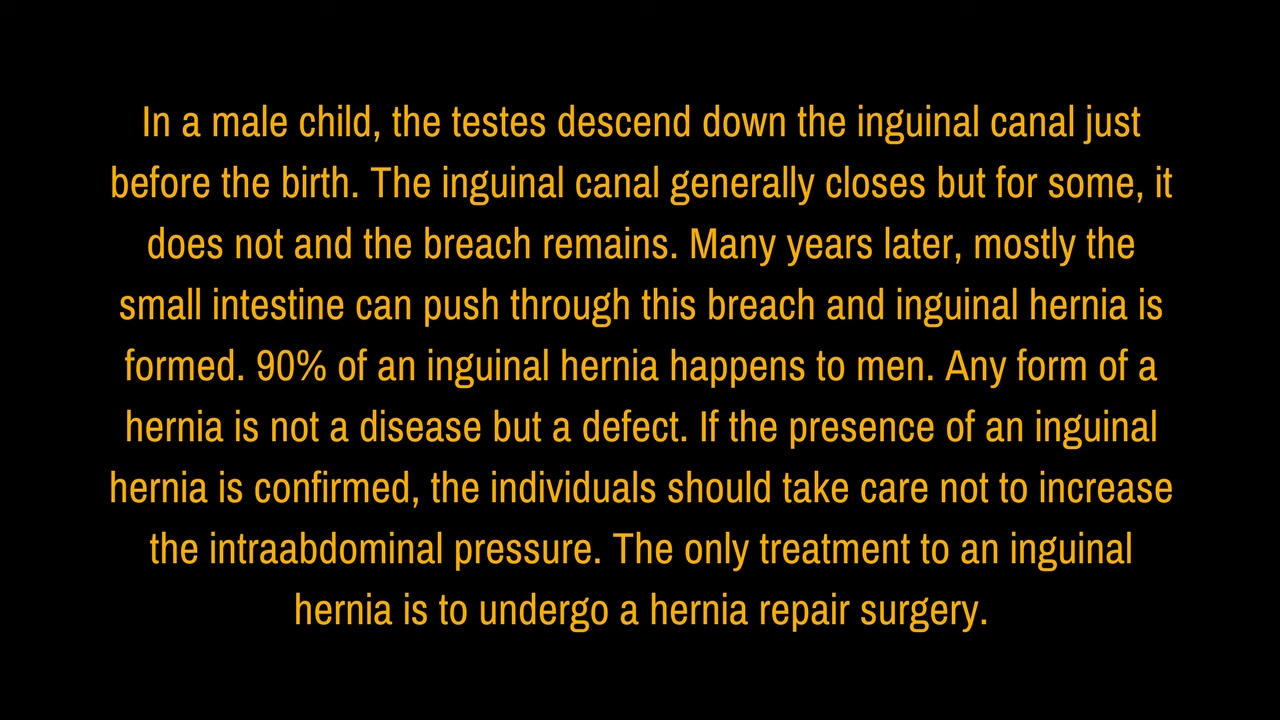 In a male child, the testes descend down the inguinal canal just
before the birth. The inguinal canal generally closes but for some, it
does not and the breach remains. Many years later, mostly the
small intestine can push through this breach and inguinal hernia is
formed. 90% of an inguinal hernia happens to men. Any form of a
hernia is not a disease but a defect. If the presence of an inguinal
hernia is confirmed, the individuals should take care not to increase
the intraabdominal pressure. The only treatment to an inguinal
hernia is to undergo a hernia repair surgery.